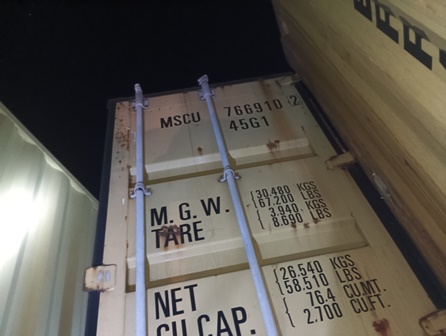 MSCU 766910 2
45G1
M.G.W. 30.480 KGS
67.200 LBS
TARE 3.940 KGS
8.690 LBS
NET 26.540 KGS
58.510 LBS
CU.CAP. 76.4 CU.MT.
2.700 CU.FT.